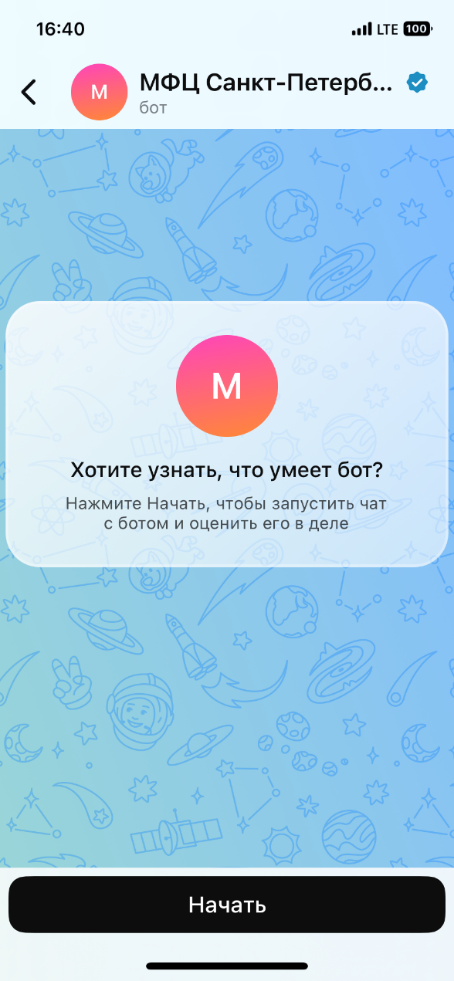 16:40
LTE 100
М
МФЦ Санкт-Петерб...
бот
М
Хотите узнать, что умеет бот?
Нажмите Начать, чтобы запустить чат
с ботом и оценить его в деле
Начать